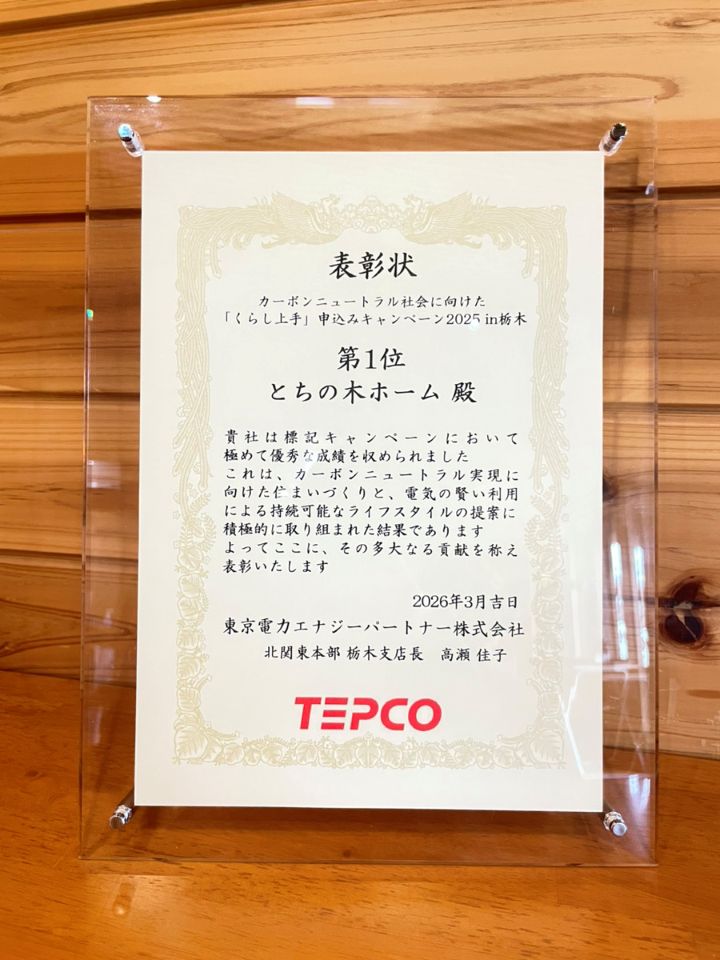 表彰状
カーボンニュートラル社会に向けた
「くらし上手」申込みキャンペーン2025 in栃木
第1位
とちの木ホーム 殿
貴社は標記キャンペーンにおいて
極めて優秀な成績を収められました
これは、カーボンニュートラル実現に
向けた住まいづくりと、電気の賢い利用
による持続可能なライフスタイルの提案に
積極的に取り組まれた結果であります
よってここに、その多大なる貢献を称え
表彰いたします
2026年3月吉日
東京電力エナジーパートナー株式会社
北関東本部 栃木支店長 高瀬 佳子
TEPCO